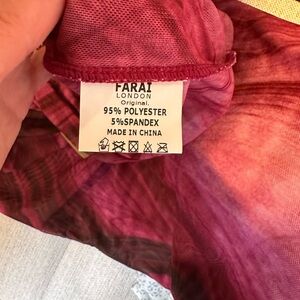 FARAI
LONDON
Original.
95% POLYESTER
5%SPANDEX
MADE IN CHINA